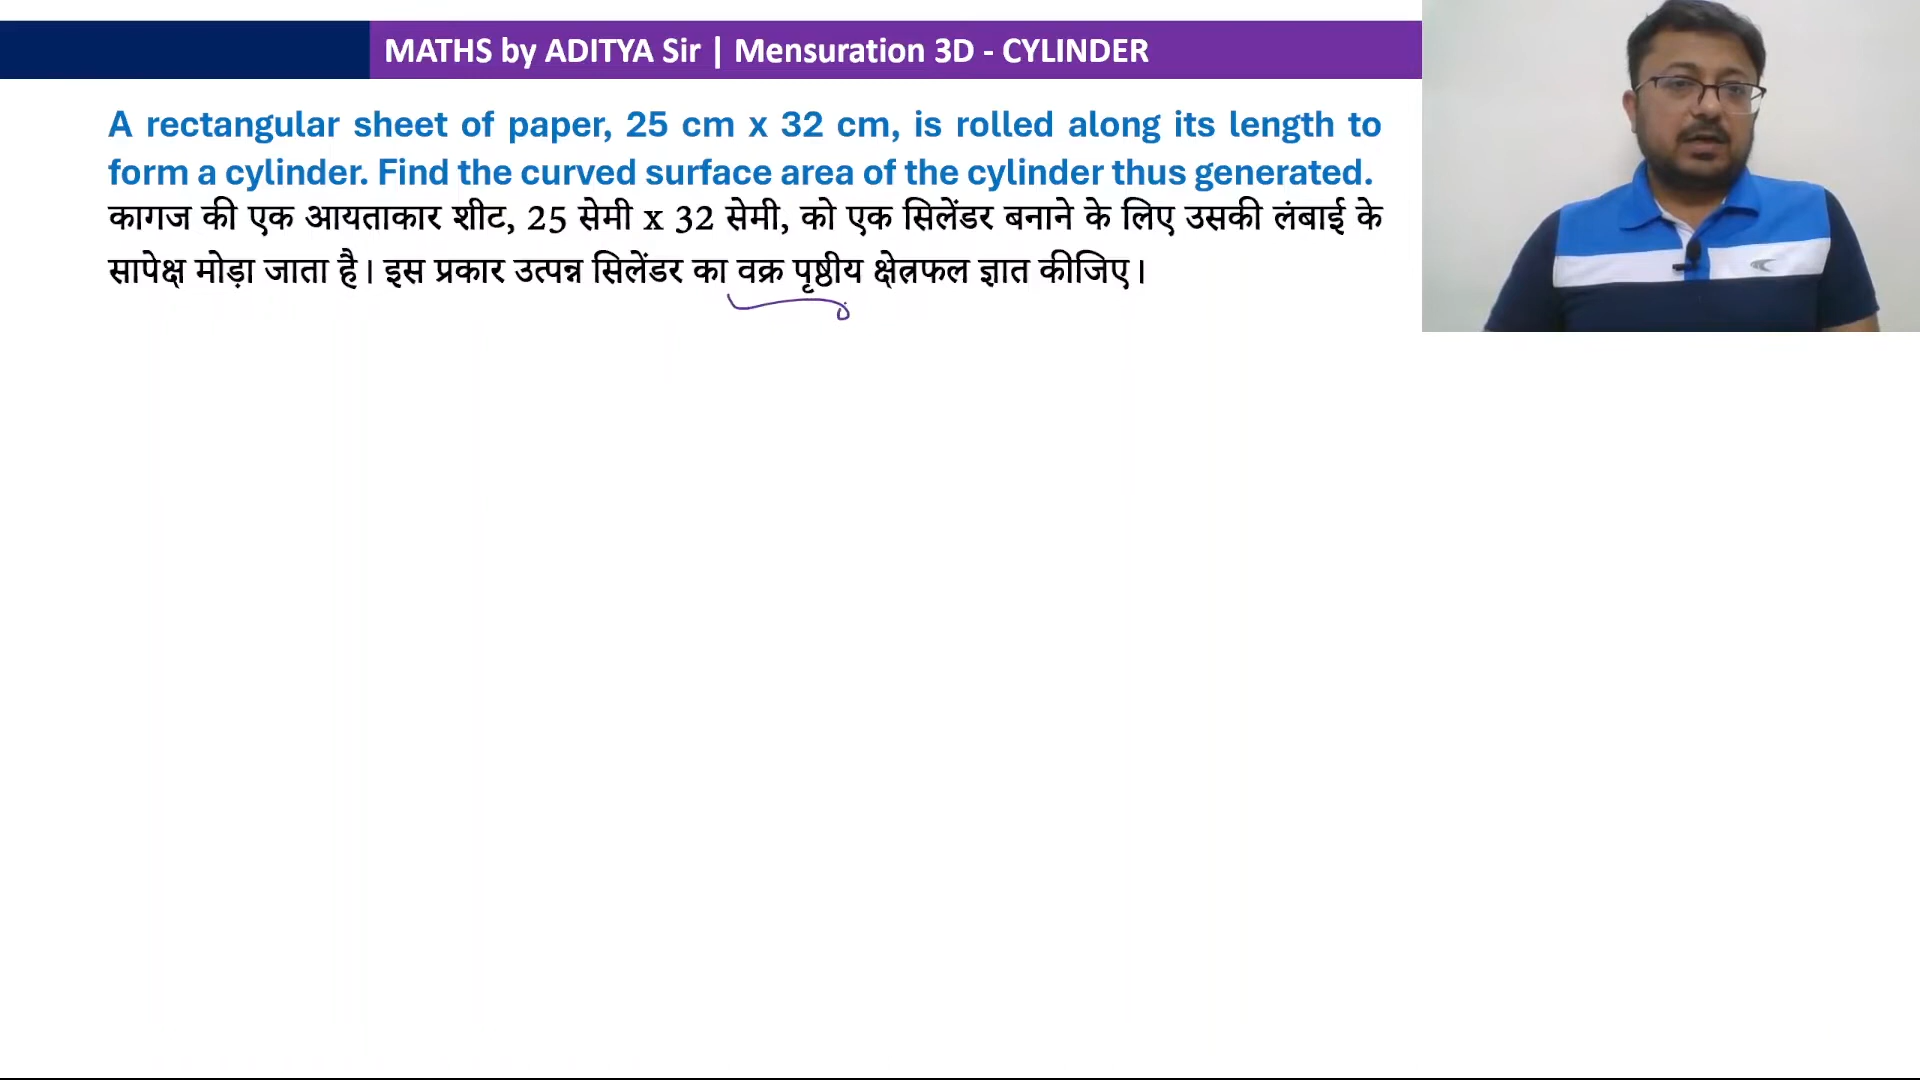 MATHS by ADITYA Sir | Mensuration 3D - CYLINDER
A rectangular sheet of paper, 25 cm x 32 cm, is rolled along its length to
form a cylinder. Find the curved surface area of the cylinder thus generated.
कागज की एक आयताकार शीट, 25 सेमी x 32 सेमी, को एक सिलेंडर बनाने के लिए उसकी लंबाई के
सापेक्ष मोड़ा जाता है। इस प्रकार उत्पन्न सिलेंडर का वक्र पृष्ठीय क्षेत्रफल ज्ञात कीजिए।